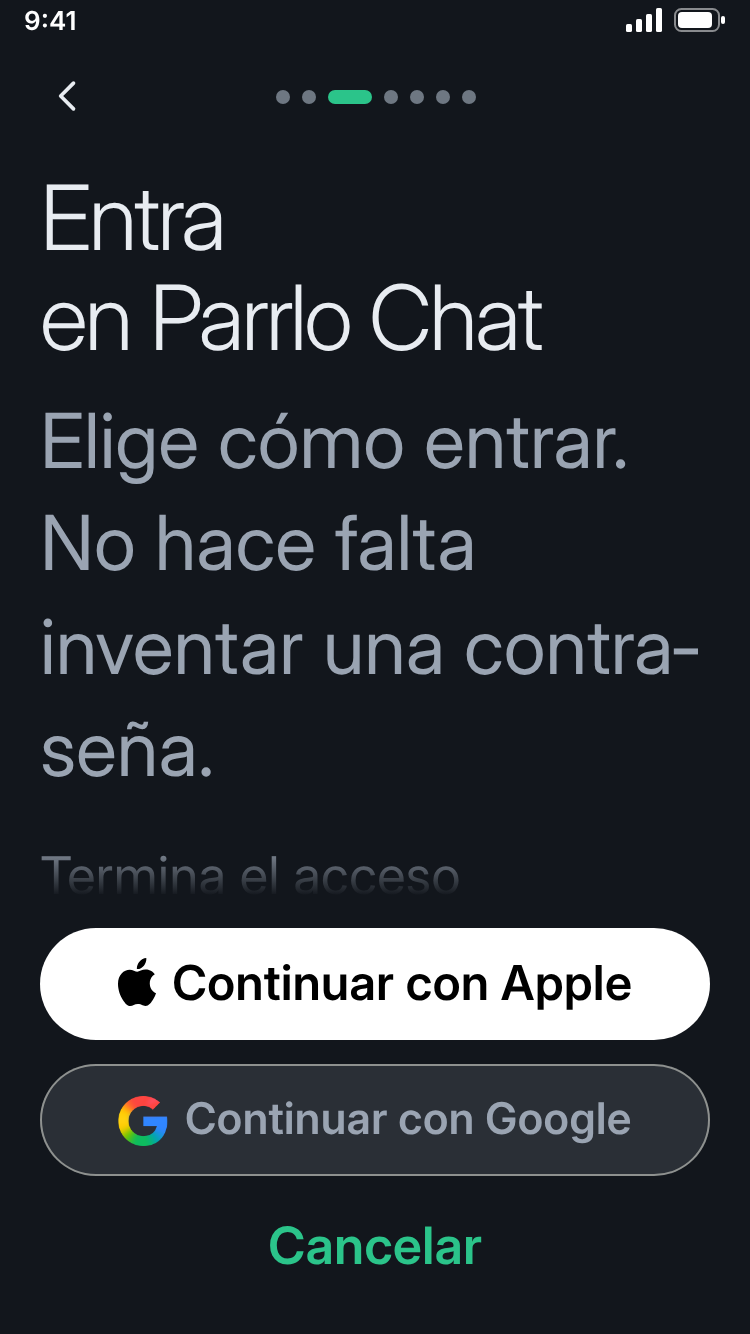 9:41
Entra
en Parrlo Chat
Elige cómo entrar.
No hace falta
inventar una contra-
seña.
Termina el acceso
Continuar con Apple
Continuar con Google
Cancelar